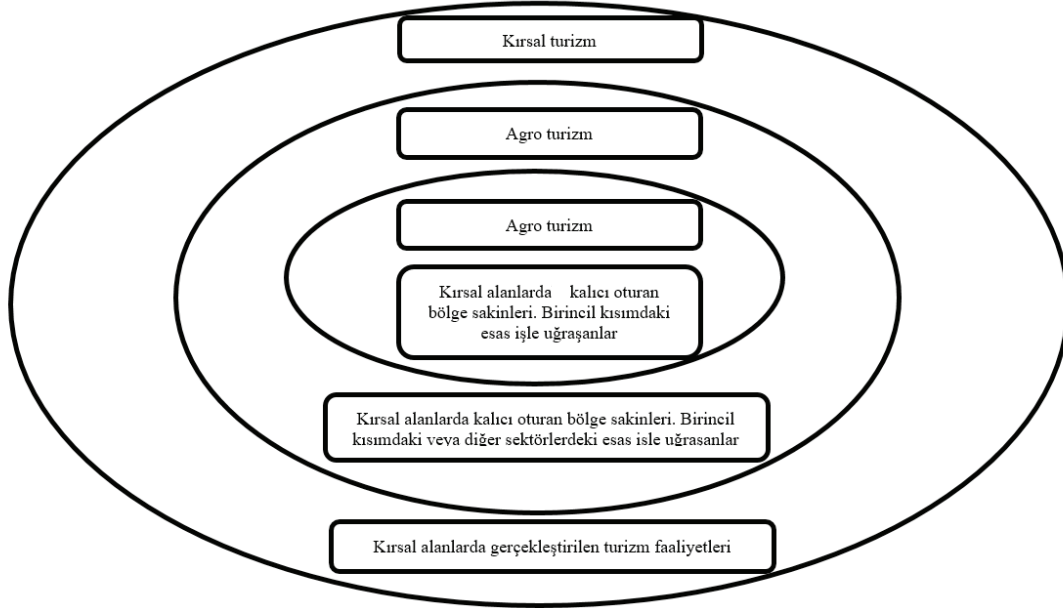 Kırsal turizm
Agro turizm
Agro turizm
Kırsal alanlarda kalıcı oturan
bölge sakinleri. Birincil kısımdaki
esas işle uğraşanlar
Kırsal alanlarda kalıcı oturan bölge sakinleri. Birincil
kısımdaki veya diğer sektörlerdeki esas isle uğrasanlar
Kırsal alanlarda gerçekleştirilen turizm faaliyetleri